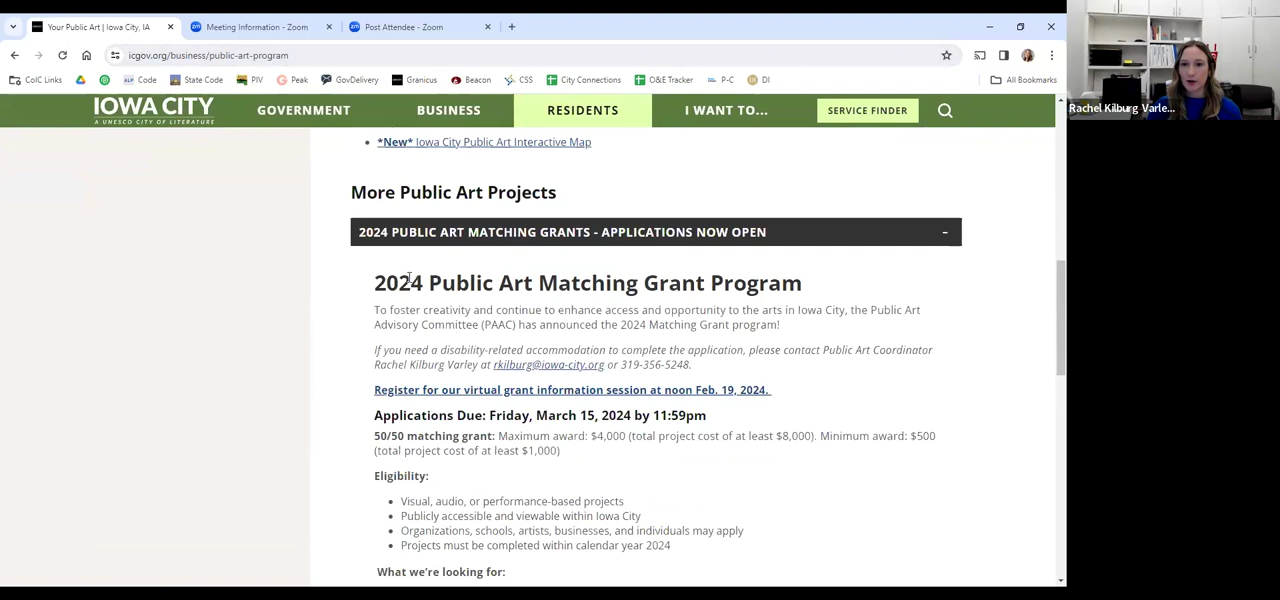 Your Public Art | Iowa City, IA
Meeting Information - Zoom
Post Attendee - Zoom
icgov.org/business/public-art-program
CoIC Links
ALP Code
State Code
PIV
Peak
GovDelivery
Granicus
Beacon
CSS
City Connections
O&E Tracker
P-C
DI
All Bookmarks
Rachel Kilburg Varle...
IOWA CITY
A UNESCO CITY OF LITERATURE
GOVERNMENT
BUSINESS
RESIDENTS
I WANT TO...
SERVICE FINDER
*New* Iowa City Public Art Interactive Map
More Public Art Projects
2024 PUBLIC ART MATCHING GRANTS - APPLICATIONS NOW OPEN
2024 Public Art Matching Grant Program
To foster creativity and continue to enhance access and opportunity to the arts in Iowa City, the Public Art
Advisory Committee (PAAC) has announced the 2024 Matching Grant program!
If you need a disability-related accommodation to complete the application, please contact Public Art Coordinator
Rachel Kilburg Varley at rkilburg@iowa-city.org or 319-356-5248.
Register for our virtual grant information session at noon Feb. 19, 2024.
Applications Due: Friday, March 15, 2024 by 11:59pm
50/50 matching grant: Maximum award: $4,000 (total project cost of at least $8,000). Minimum award: $500
(total project cost of at least $1,000)
Eligibility:
Visual, audio, or performance-based projects
Publicly accessible and viewable within Iowa City
Organizations, schools, artists, businesses, and individuals may apply
Projects must be completed within calendar year 2024
What we're looking for: